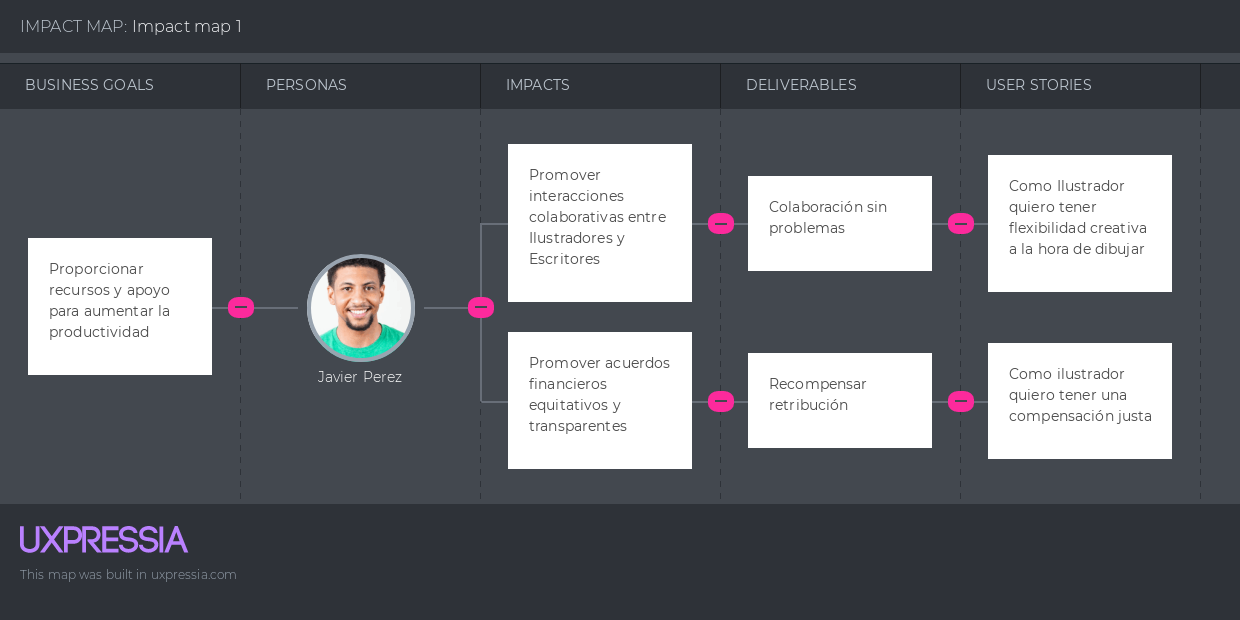 IMPACT MAP: Impact map 1
BUSINESS GOALS
PERSONAS
IMPACTS
DELIVERABLES
USER STORIES
Proporcionar
recursos y apoyo
para aumentar la
productividad
Javier Perez
Promover
interacciones
colaborativas entre
Ilustradores y
Escritores
Colaboración sin
problemas
Como Ilustrador
quiero tener
flexibilidad creativa
a la hora de dibujar
Promover acuerdos
financieros
equitativos y
transparentes
Recompensar
retribución
Como ilustrador
quiero tener una
compensación justa
UXPRESSIA
This map was built in uxpressia.com